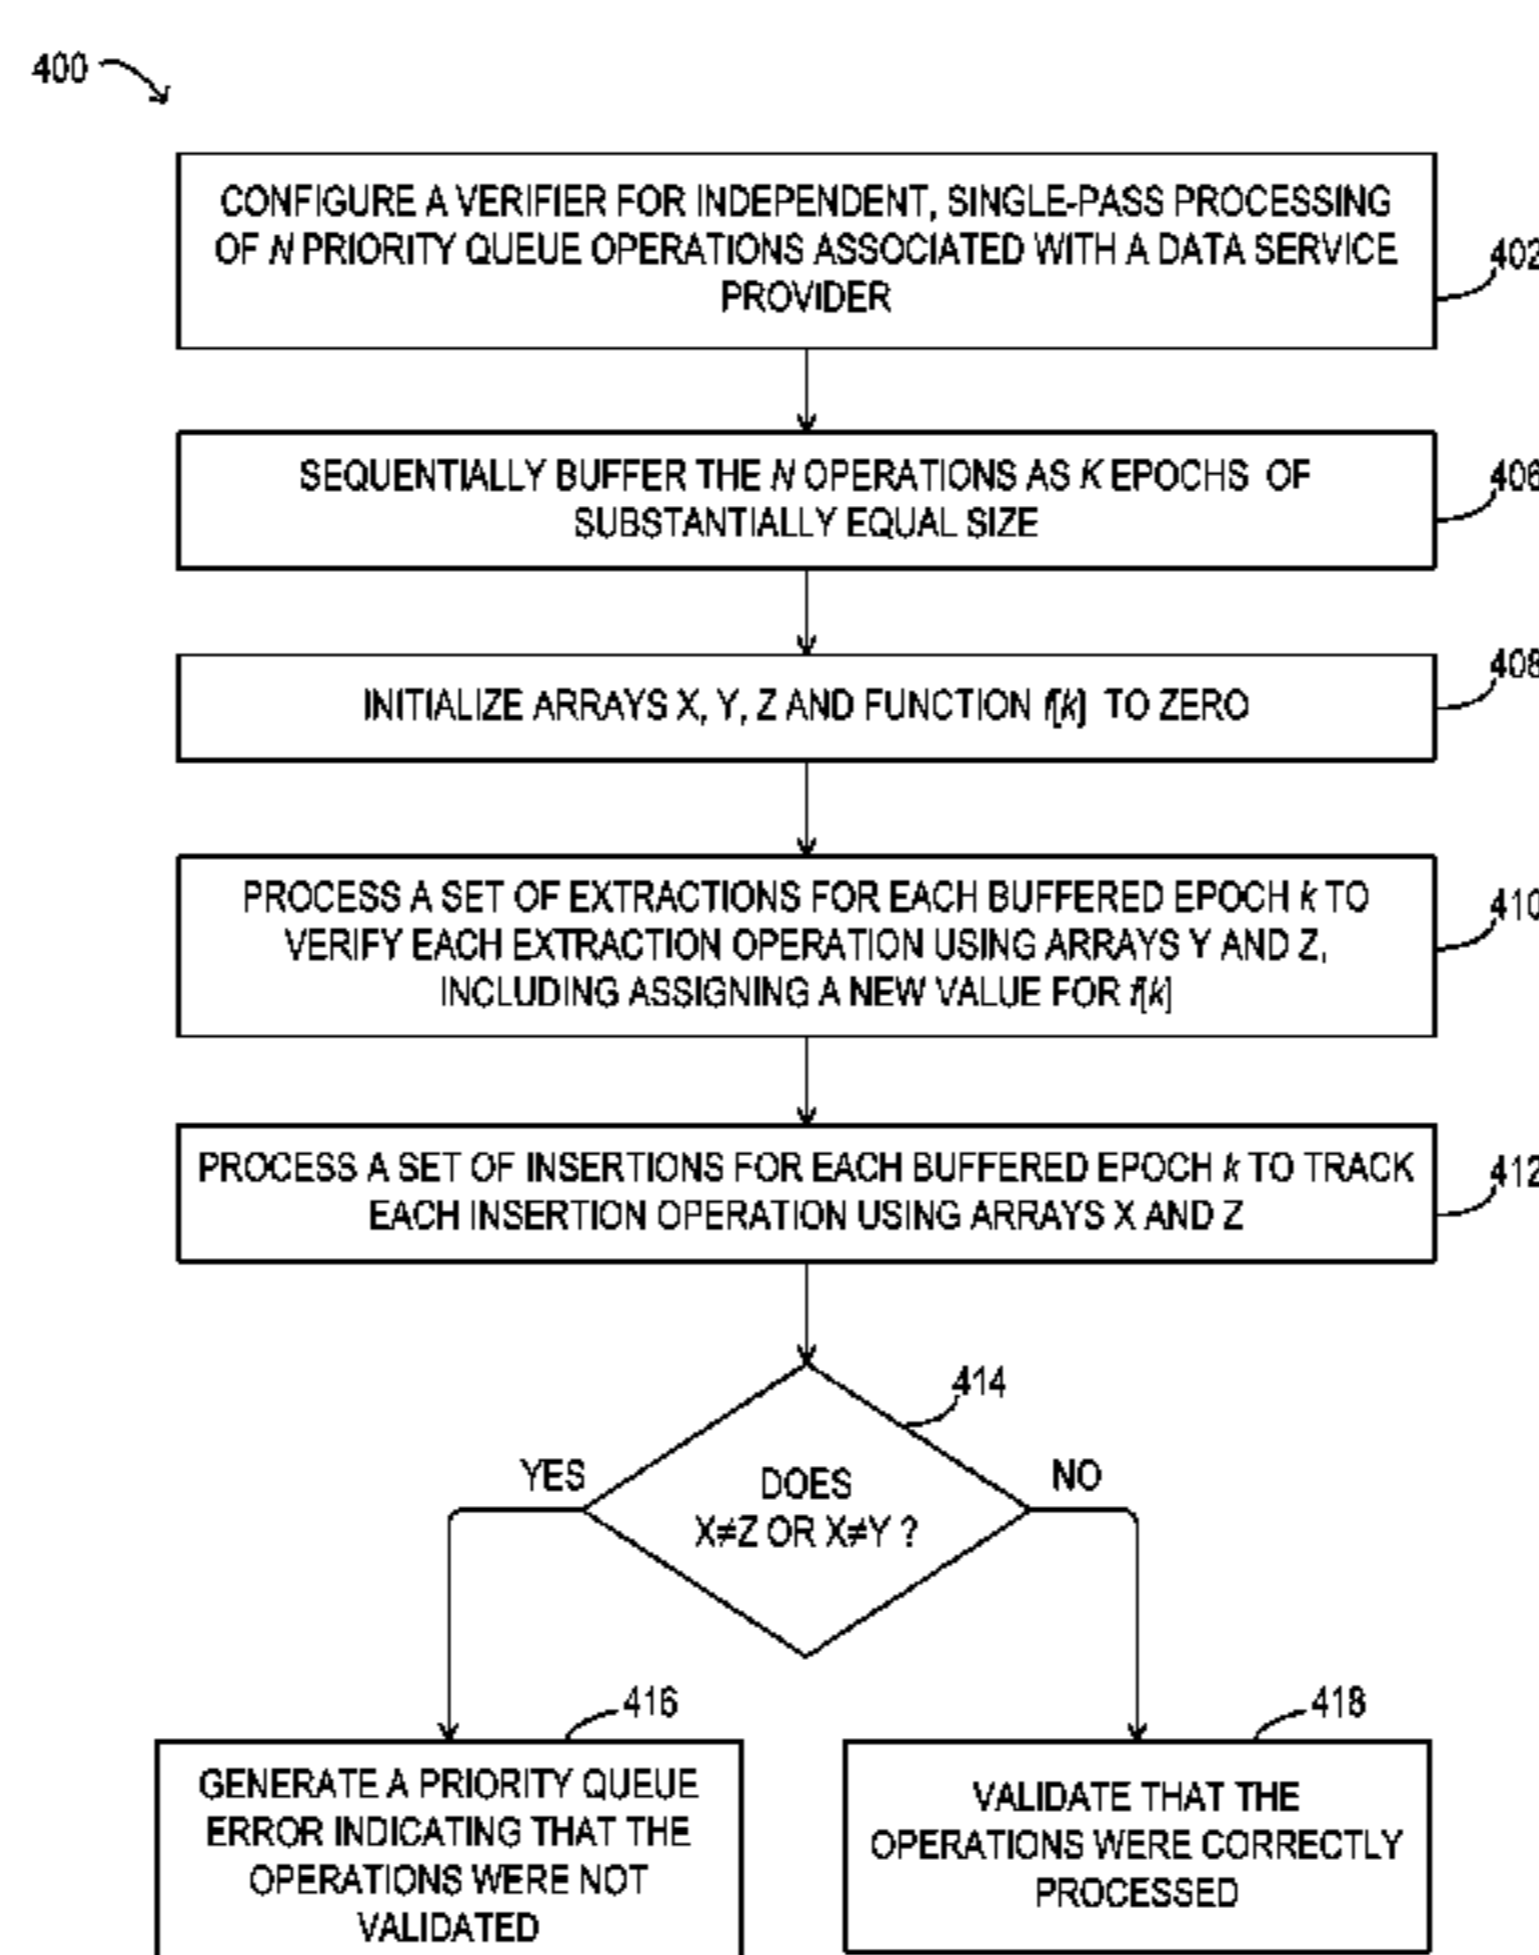 400
CONFIGURE A VERIFIER FOR INDEPENDENT, SINGLE-PASS PROCESSING
OF N PRIORITY QUEUE OPERATIONS ASSOCIATED WITH A DATA SERVICE
PROVIDER
402
SEQUENTIALLY BUFFER THE N OPERATIONS AS K EPOCHS OF
SUBSTANTIALLY EQUAL SIZE
406
INITIALIZE ARRAYS X, Y, Z AND FUNCTION f[k] TO ZERO
408
PROCESS A SET OF EXTRACTIONS FOR EACH BUFFERED EPOCH k TO
VERIFY EACH EXTRACTION OPERATION USING ARRAYS Y AND Z,
INCLUDING ASSIGNING A NEW VALUE FOR f[k]
410
PROCESS A SET OF INSERTIONS FOR EACH BUFFERED EPOCH k TO TRACK
EACH INSERTION OPERATION USING ARRAYS X AND Z
412
414
YES
DOES
X≠Z OR X≠Y ?
NO
416
GENERATE A PRIORITY QUEUE
ERROR INDICATING THAT THE
OPERATIONS WERE NOT
VALIDATED
418
VALIDATE THAT THE
OPERATIONS WERE CORRECTLY
PROCESSED